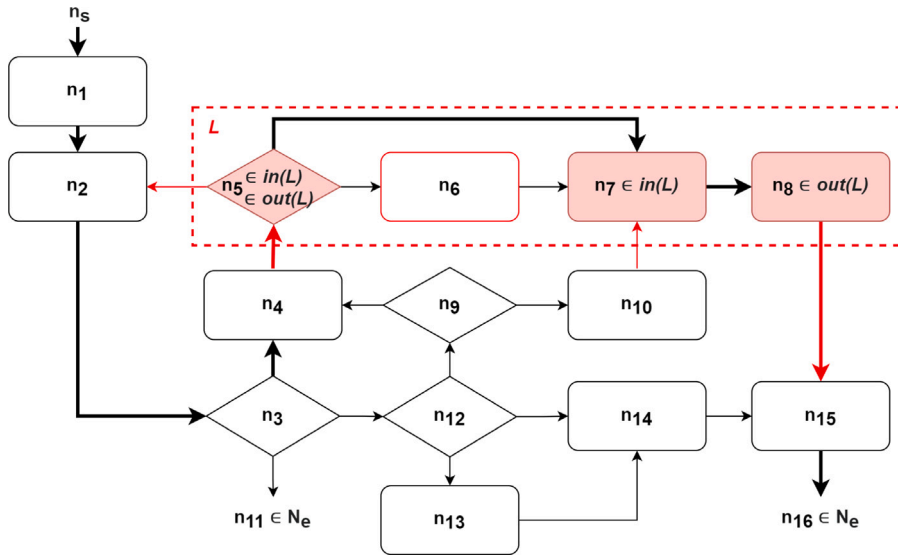 nₛ
n₁
L
n₂
n₅ ∈ in(L)
∈ out(L)
n₆
n₇ ∈ in(L)
n₈ ∈ out(L)
n₄
n₉
n₁₀
n₃
n₁₂
n₁₄
n₁₅
n₁₁ ∈ Nₑ
n₁₃
n₁₆ ∈ Nₑ